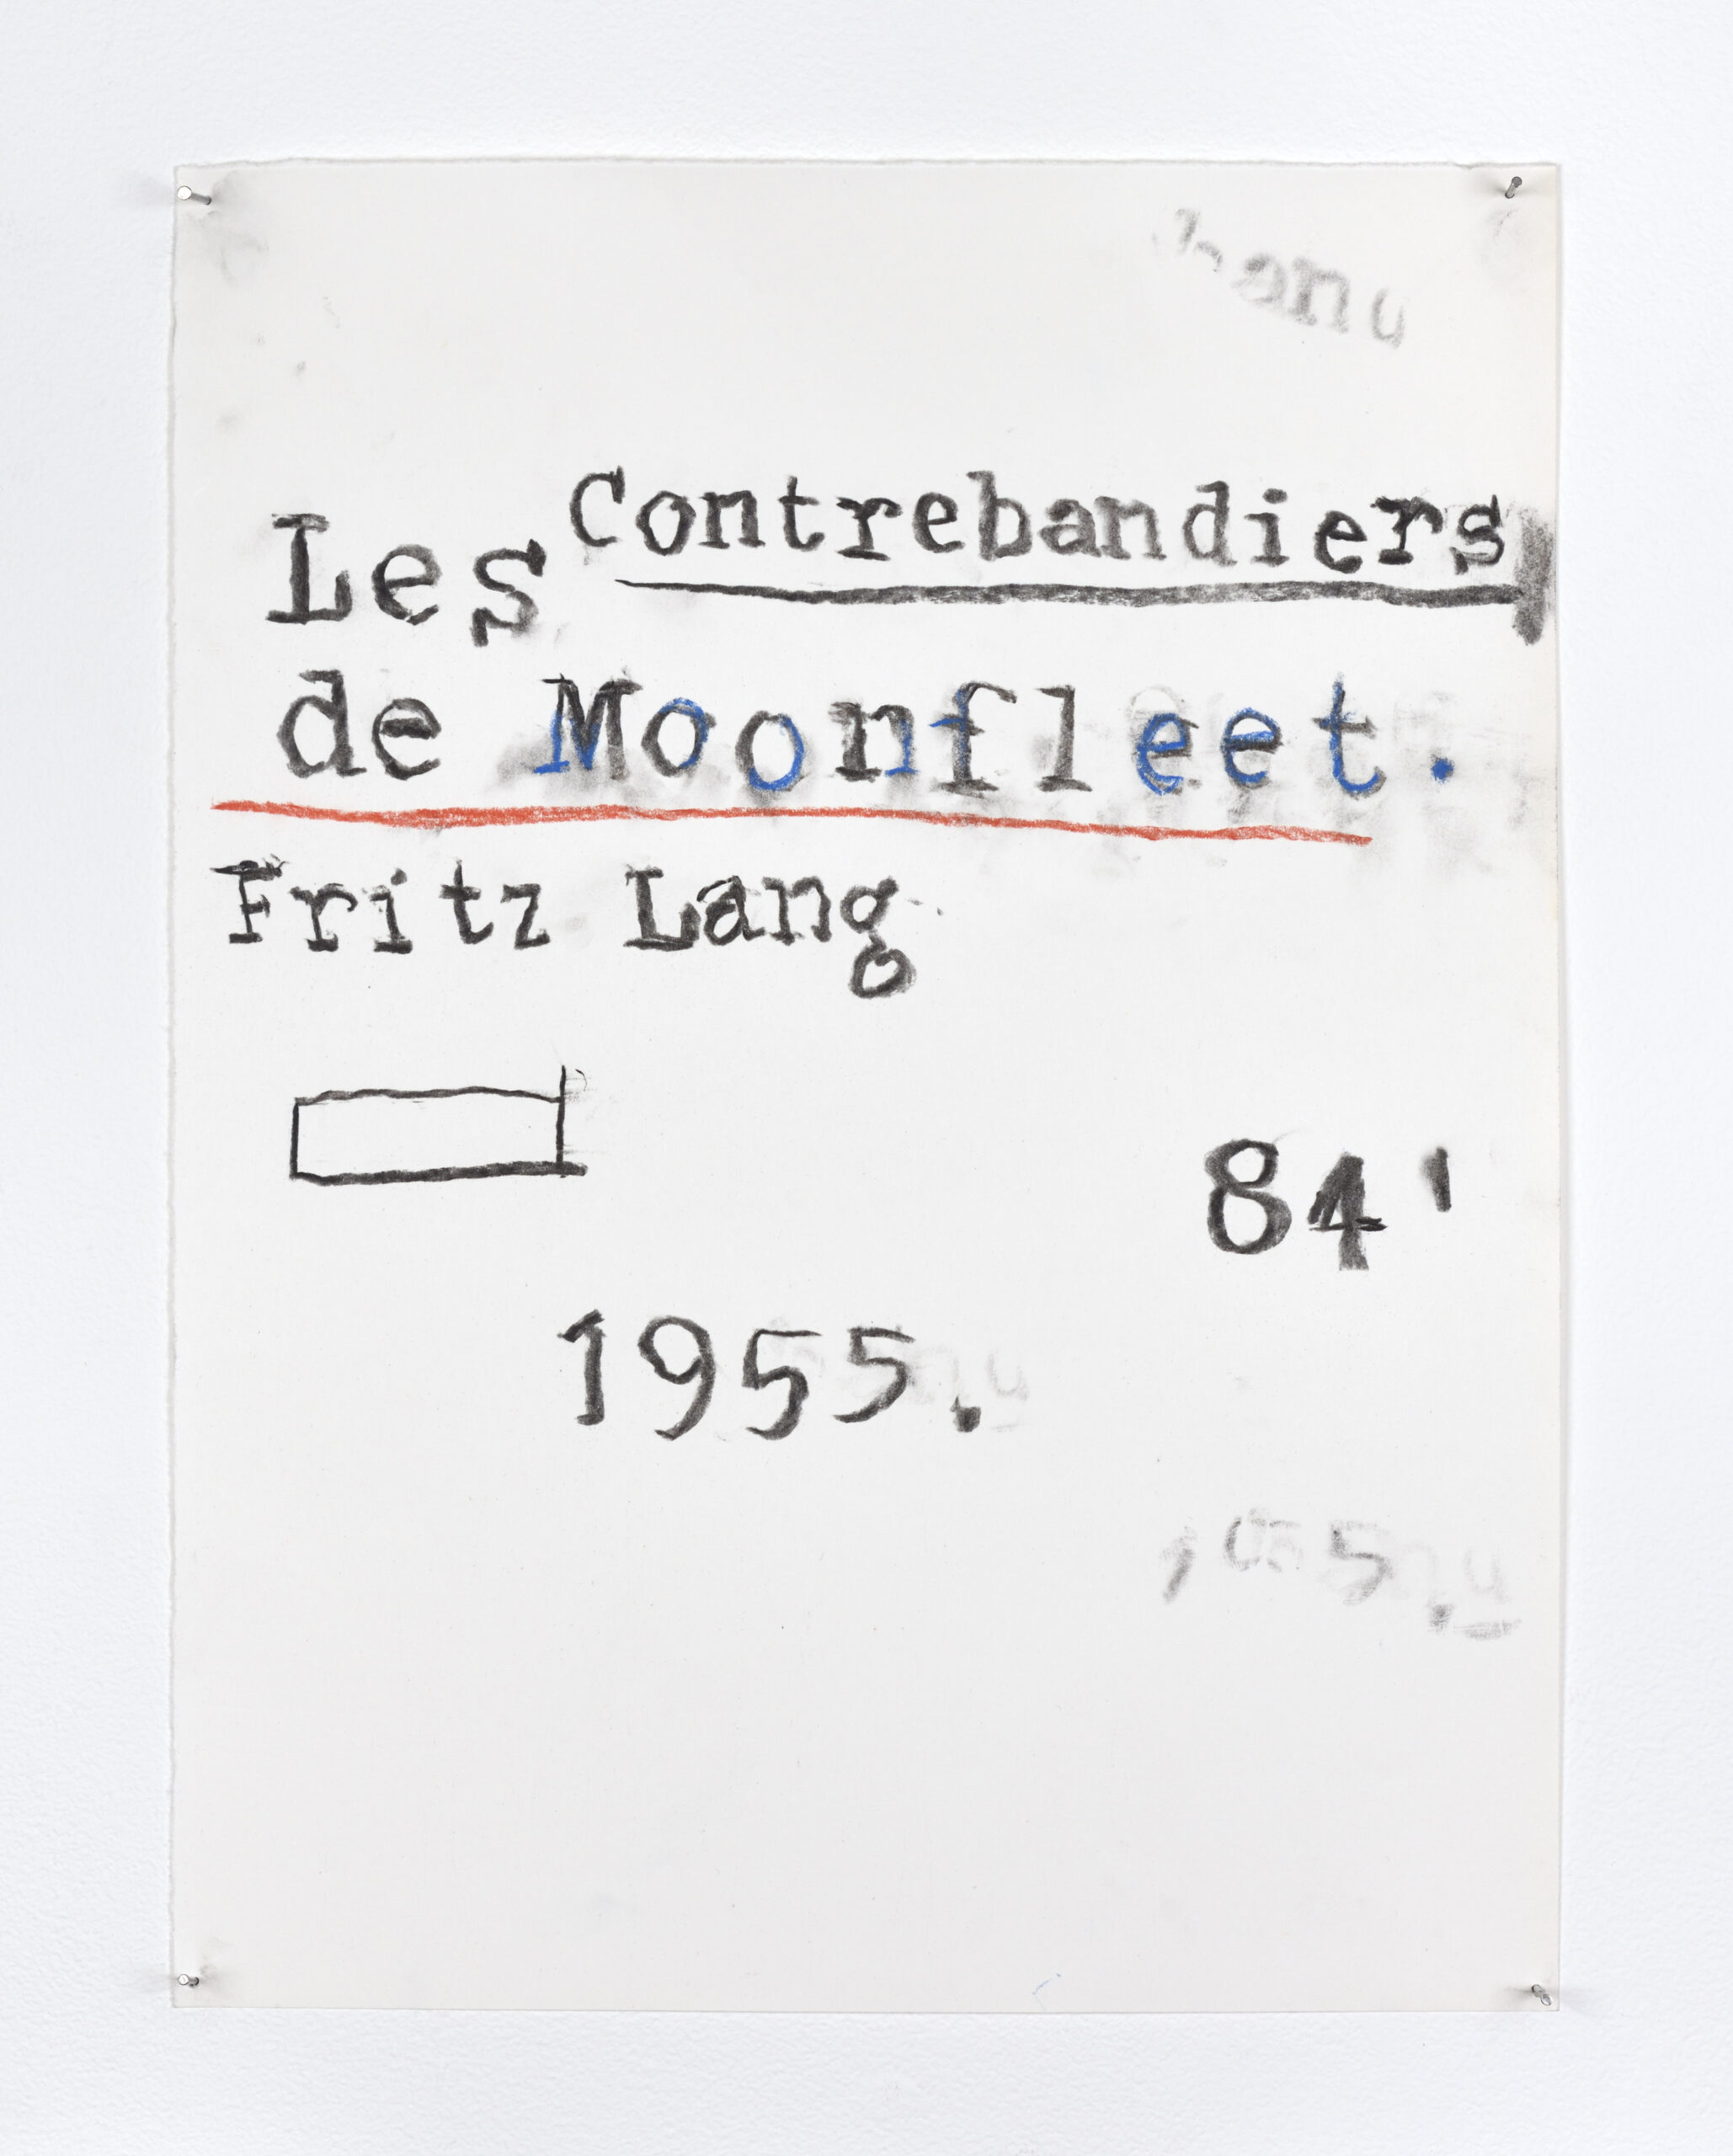 Les Contrebandiers
de Moonfleet.
Fritz Lang
84'
1955.